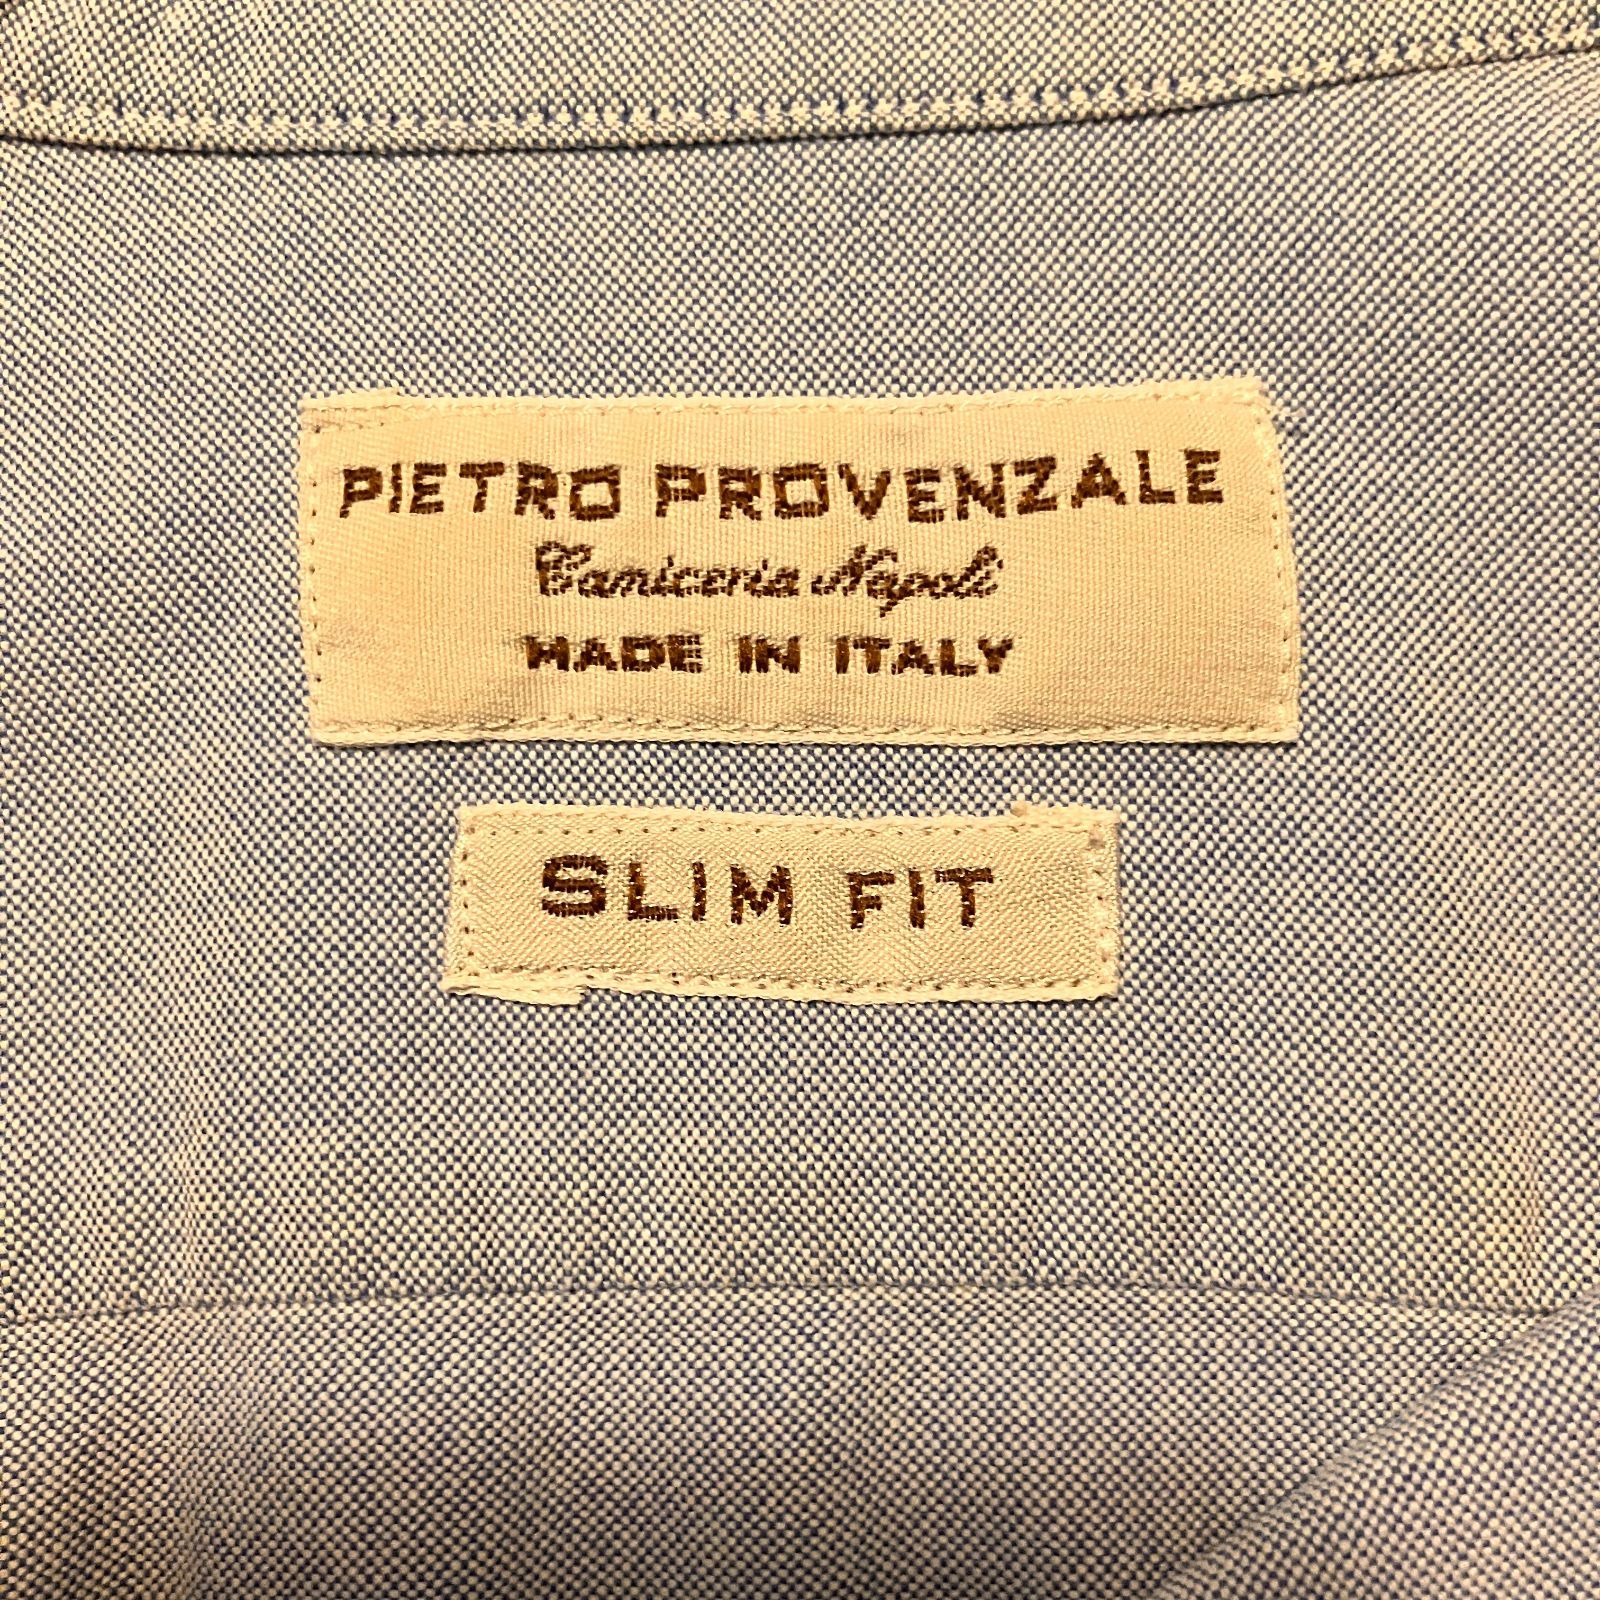 PIETRO PROVENZALE
Camiceria Napoli
MADE IN ITALY
SLIM FIT